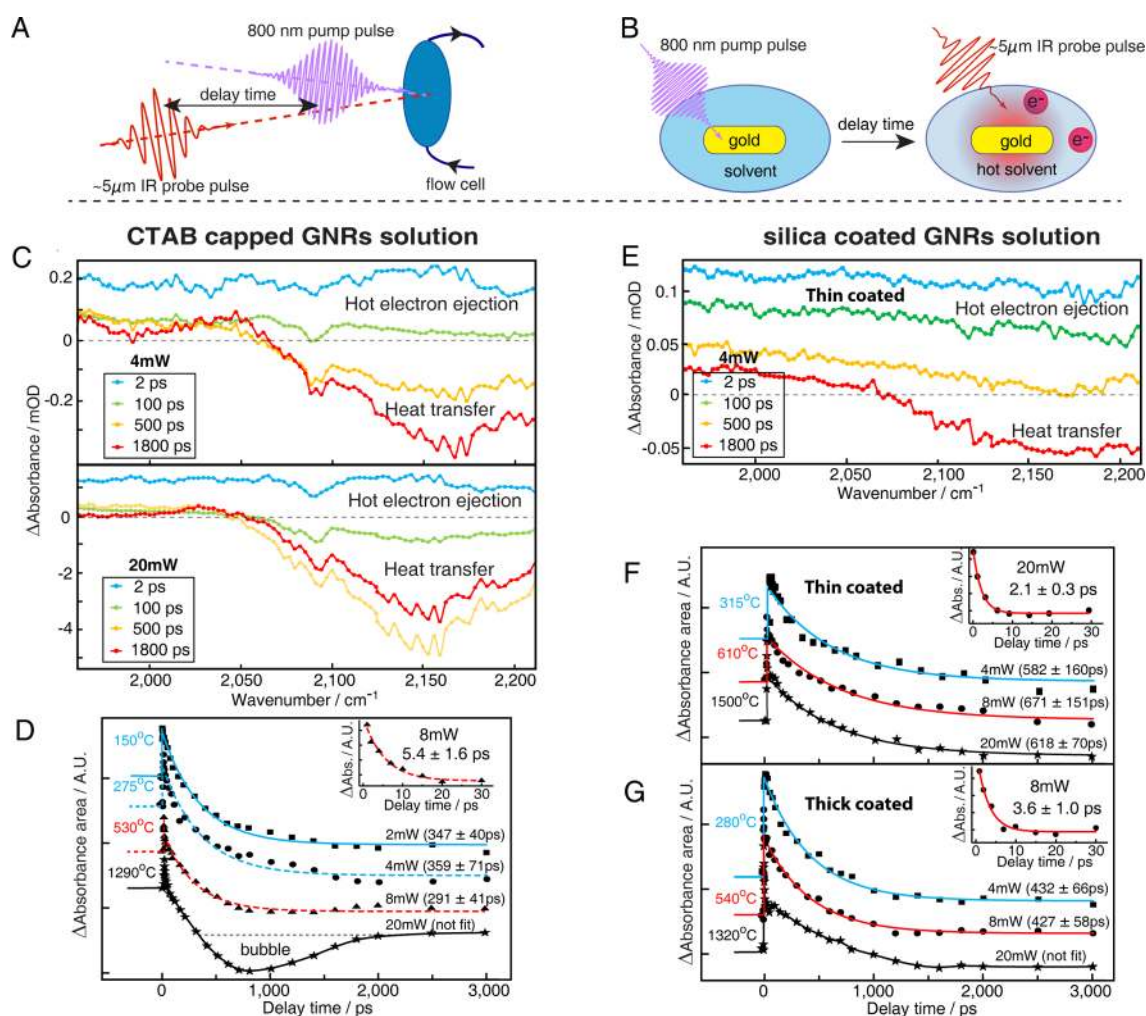 A
800 nm pump pulse
delay time
~5μm IR probe pulse
flow cell
B
800 nm pump pulse
gold
solvent
delay time
~5μm IR probe pulse
e⁻
e⁻
gold
hot solvent
CTAB capped GNRs solution
C
ΔAbsorbance / mOD
0.2
0
-0.2
Hot electron ejection
4mW
2 ps
100 ps
500 ps
1800 ps
Heat transfer
0
-2
-4
Hot electron ejection
20mW
2 ps
100 ps
500 ps
1800 ps
Heat transfer
2,000 2,050 2,100 2,150 2,200
Wavenumber / cm⁻¹
silica coated GNRs solution
E
ΔAbsorbance / mOD
0.1
0.05
0
-0.05
Thin coated
Hot electron ejection
4mW
2 ps
100 ps
500 ps
1800 ps
Heat transfer
2,000 2,050 2,100 2,150 2,200
Wavenumber / cm⁻¹
D
ΔAbsorbance area / A.U.
150°C
275°C
530°C
1290°C
ΔAbs. / A.U.
8mW
5.4 ± 1.6 ps
0 10 20 30
Delay time / ps
2mW (347 ± 40ps)
4mW (359 ± 71ps)
8mW (291 ± 41ps)
20mW (not fit)
bubble
0 1,000 2,000 3,000
Delay time / ps
F
Thin coated
ΔAbsorbance area / A.U.
315°C
610°C
1500°C
ΔAbs. / A.U.
20mW
2.1 ± 0.3 ps
0 10 20 30
Delay time / ps
4mW (582 ± 160ps)
8mW (671 ± 151ps)
20mW (618 ± 70ps)
G
Thick coated
ΔAbsorbance area / A.U.
280°C
540°C
1320°C
ΔAbs. / A.U.
8mW
3.6 ± 1.0 ps
0 10 20 30
Delay time / ps
4mW (432 ± 66ps)
8mW (427 ± 58ps)
20mW (not fit)
0 1,000 2,000 3,000
Delay time / ps